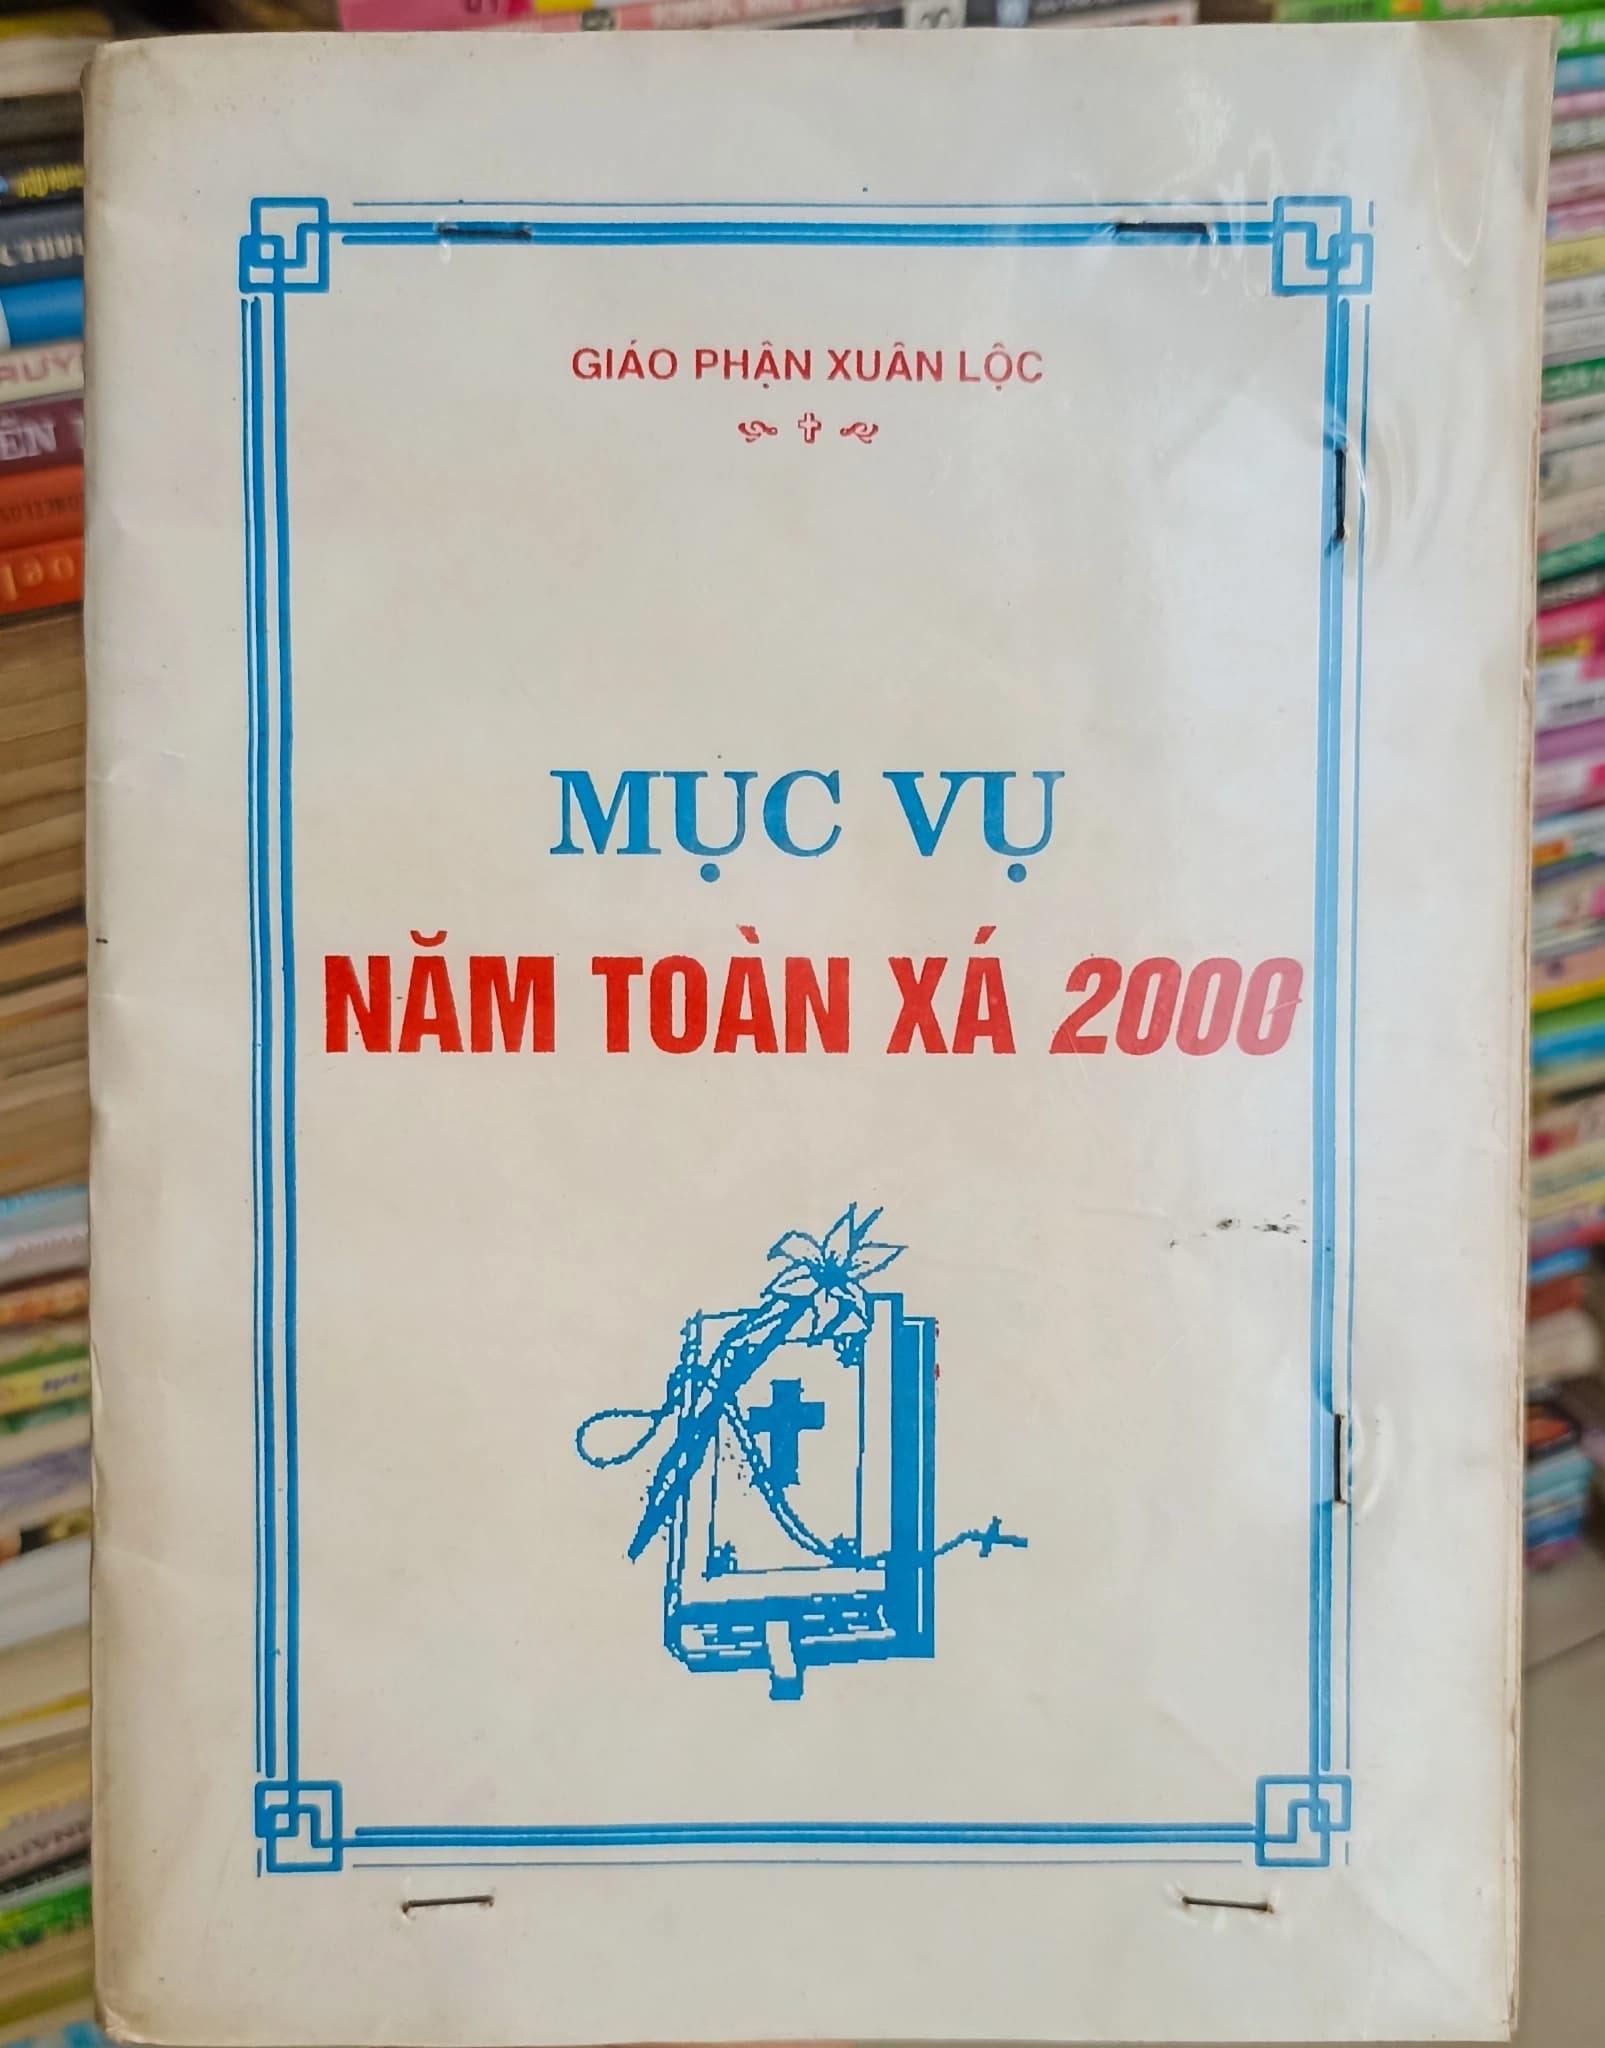 GIÁO PHẬN XUÂN LỘC
MỤC VỤ
NĂM TOÀN XÁ 2000